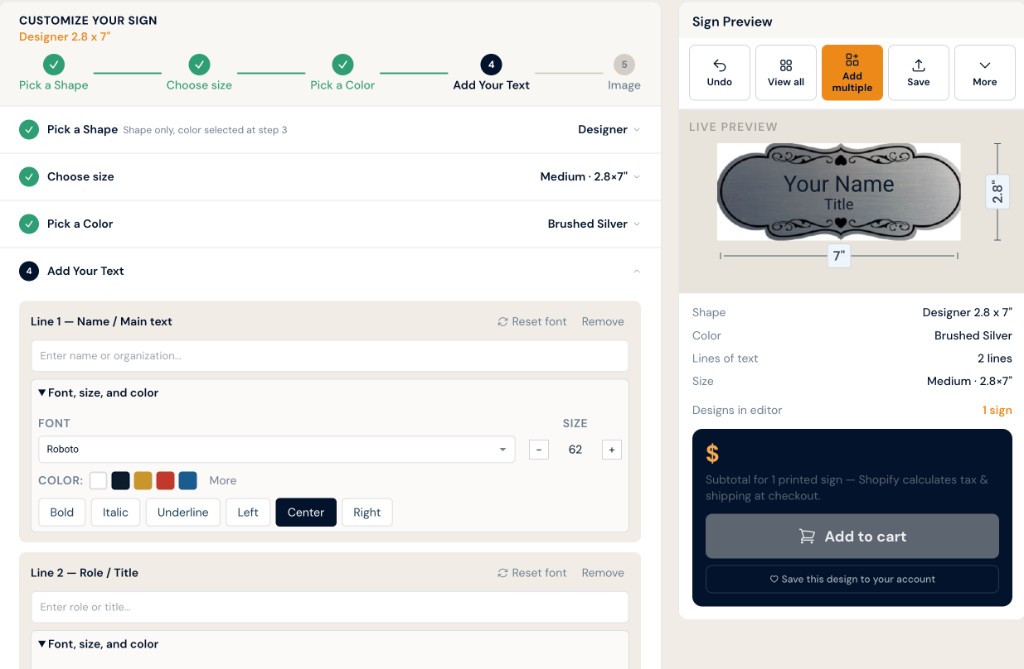 CUSTOMIZE YOUR SIGN
Designer 2.8 x 7"
4
5
Pick a Shape
Choose size
Pick a Color
Add Your Text
Image
Pick a Shape Shape only, color selected at step 3
Designer
Choose size
Medium · 2.8×7"
Pick a Color
Brushed Silver
4 Add Your Text
Line 1 — Name / Main text
Reset font
Remove
Enter name or organization...
▼Font, size, and color
FONT
SIZE
Roboto
−
62
+
COLOR:
More
Bold
Italic
Underline
Left
Center
Right
Line 2 — Role / Title
Reset font
Remove
Enter role or title...
▼Font, size, and color
Sign Preview
Undo
View all
Add
multiple
Save
More
LIVE PREVIEW
Your Name
Title
2.8"
7"
Shape
Designer 2.8 x 7"
Color
Brushed Silver
Lines of text
2 lines
Size
Medium · 2.8×7"
Designs in editor
1 sign
$
Subtotal for 1 printed sign — Shopify calculates tax &
shipping at checkout.
Add to cart
Save this design to your account